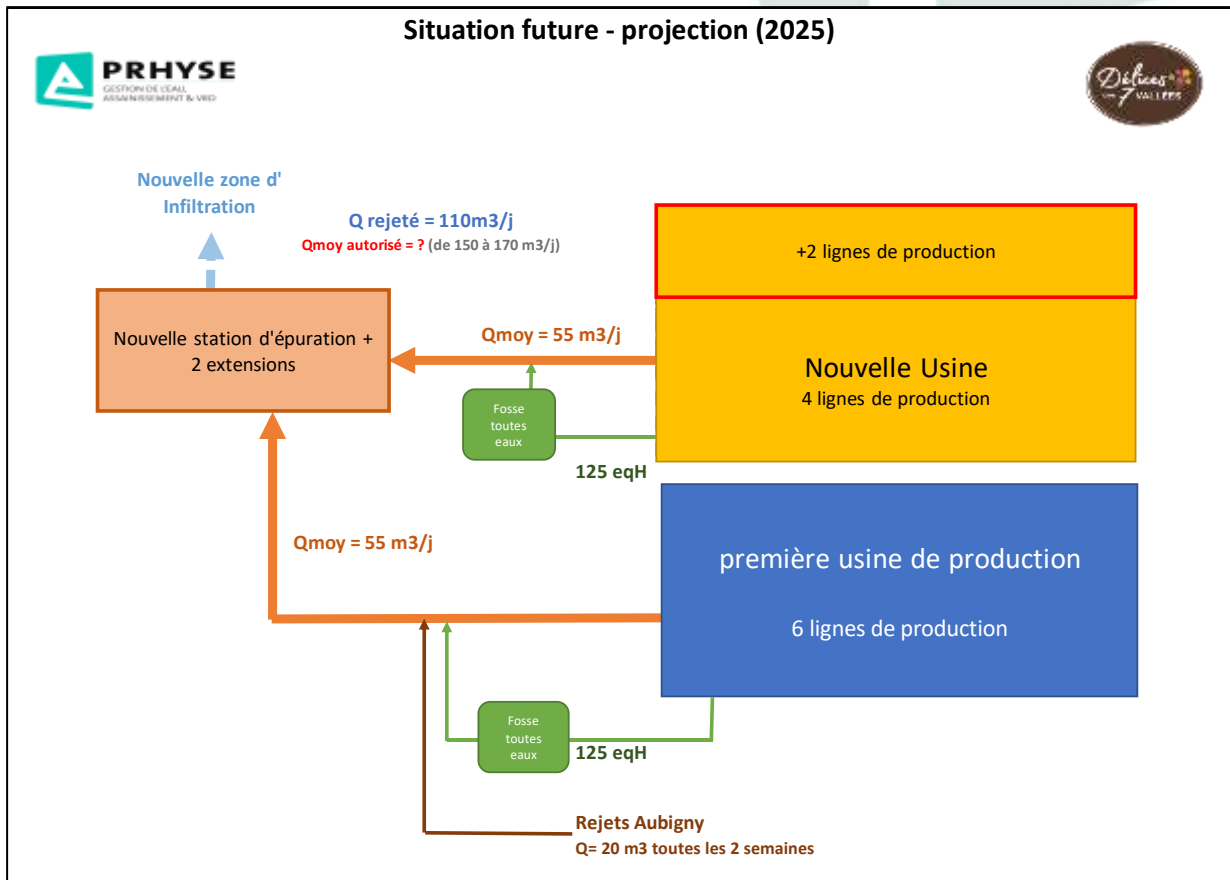 Situation future - projection (2025)
PRHYSE
GESTION DE L'EAU,
ASSAINISSEMENT & VRD
Délices
des 7 VALLÉES
Nouvelle zone d'
Infiltration
Q rejeté = 110m3/j
Qmoy autorisé = ? (de 150 à 170 m3/j)
+2 lignes de production
Nouvelle station d'épuration +
2 extensions
Qmoy = 55 m3/j
Nouvelle Usine
4 lignes de production
Fosse
toutes
eaux
125 eqH
Qmoy = 55 m3/j
première usine de production
6 lignes de production
Fosse
toutes
eaux
125 eqH
Rejets Aubigny
Q= 20 m3 toutes les 2 semaines